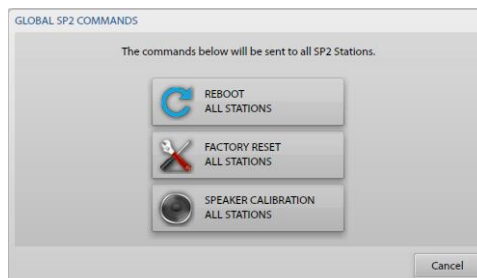 GLOBAL SP2 COMMANDS
The commands below will be sent to all SP2 Stations.
REBOOT
ALL STATIONS
FACTORY RESET
ALL STATIONS
SPEAKER CALIBRATION
ALL STATIONS
Cancel